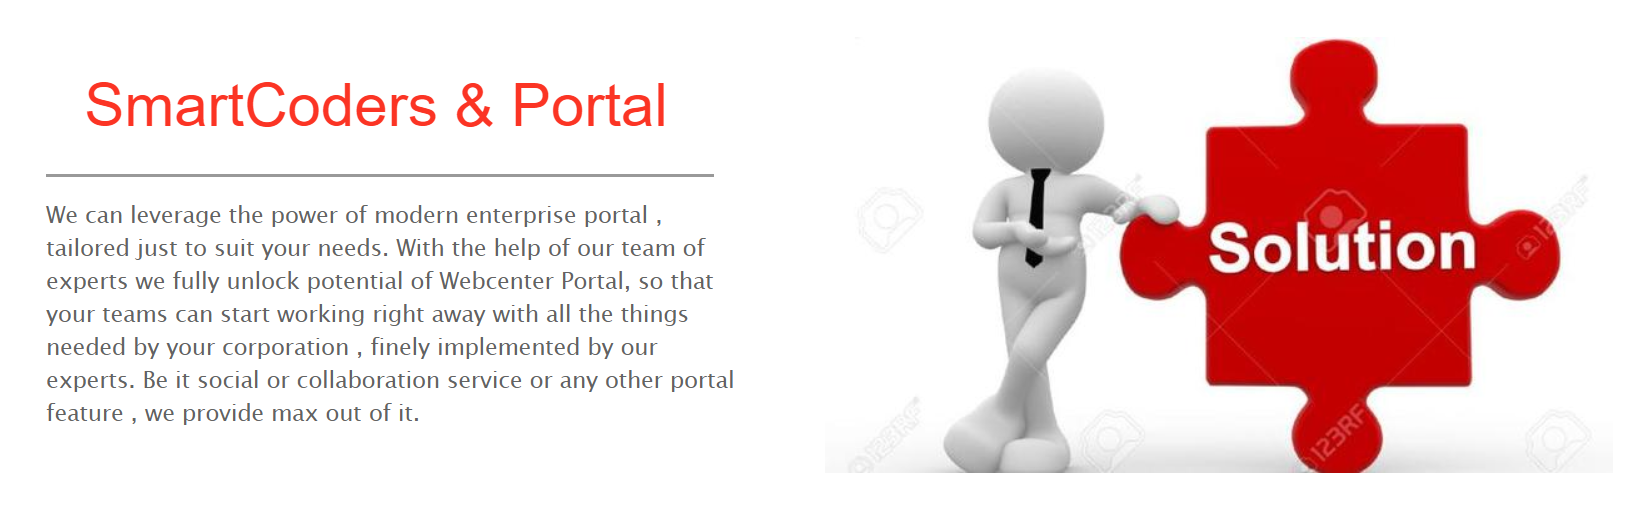 SmartCoders & Portal
We can leverage the power of modern enterprise portal ,
tailored just to suit your needs. With the help of our team of
experts we fully unlock potential of Webcenter Portal, so that
your teams can start working right away with all the things
needed by your corporation , finely implemented by our
experts. Be it social or collaboration service or any other portal
feature , we provide max out of it.
Solution
123RF
123RF
123RF
123RF